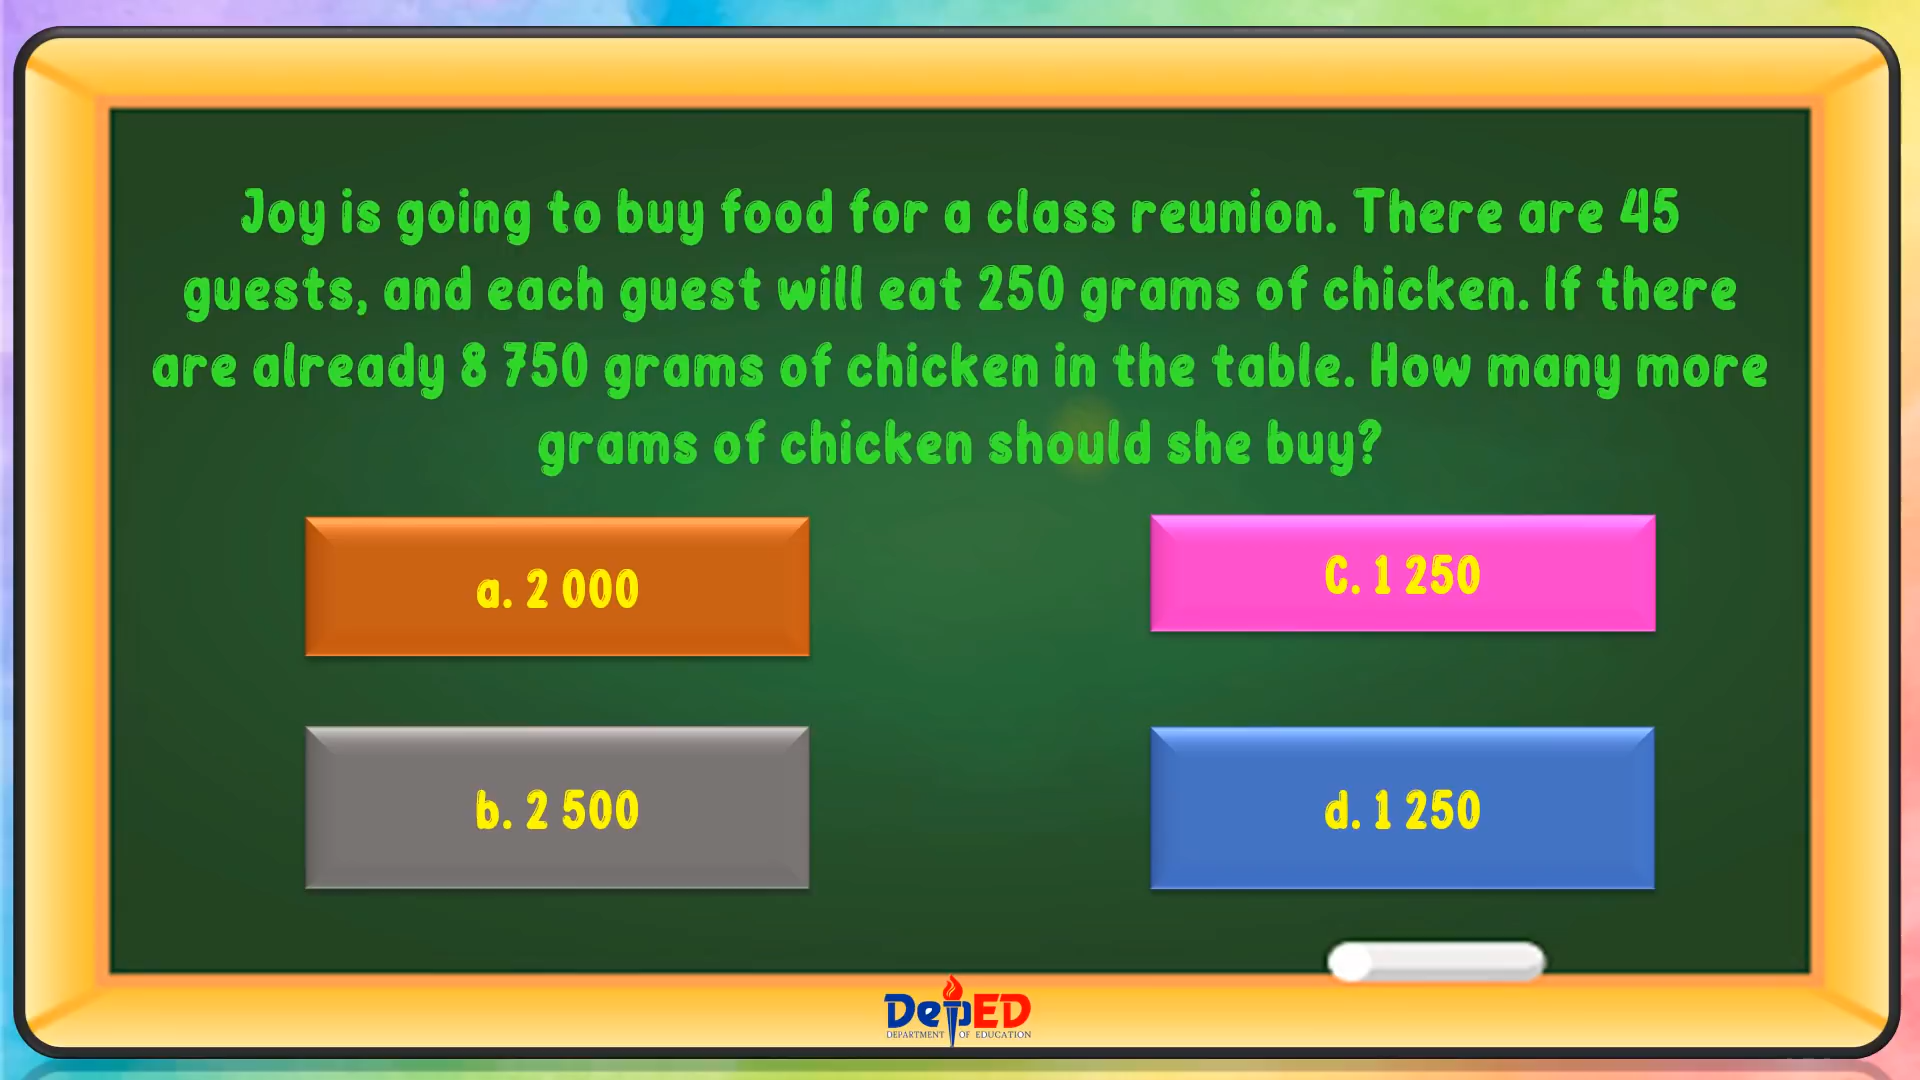 Joy is going to buy food for a class reunion. There are 45
guests, and each guest will eat 250 grams of chicken. If there
are already 8 750 grams of chicken in the table. How many more
grams of chicken should she buy?
a. 2 000
C. 1 250
b. 2 500
d. 1 250
DepED
DEPARTMENT OF EDUCATION